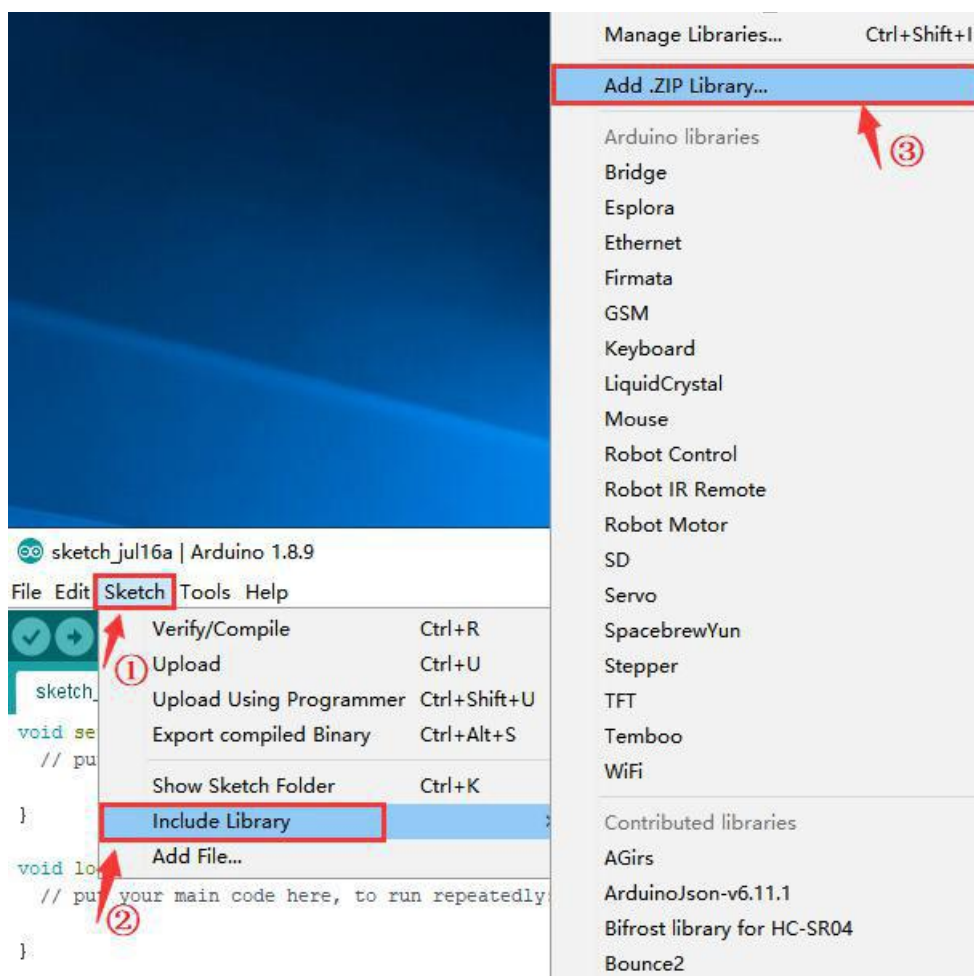 Manage Libraries... Ctrl+Shift+I
Add .ZIP Library...
③
Arduino libraries
Bridge
Esplora
Ethernet
Firmata
GSM
Keyboard
LiquidCrystal
Mouse
Robot Control
Robot IR Remote
Robot Motor
SD
Servo
SpacebrewYun
Stepper
TFT
Temboo
WiFi
Contributed libraries
AGirs
ArduinoJson-v6.11.1
Bifrost library for HC-SR04
Bounce2
sketch_jul16a | Arduino 1.8.9
File Edit Sketch Tools Help
①
Verify/Compile Ctrl+R
Upload Ctrl+U
Upload Using Programmer Ctrl+Shift+U
Export compiled Binary Ctrl+Alt+S
Show Sketch Folder Ctrl+K
Include Library
Add File...
②
sketch_
void se
// pu
}
void lo
// put your main code here, to run repeatedly:
}